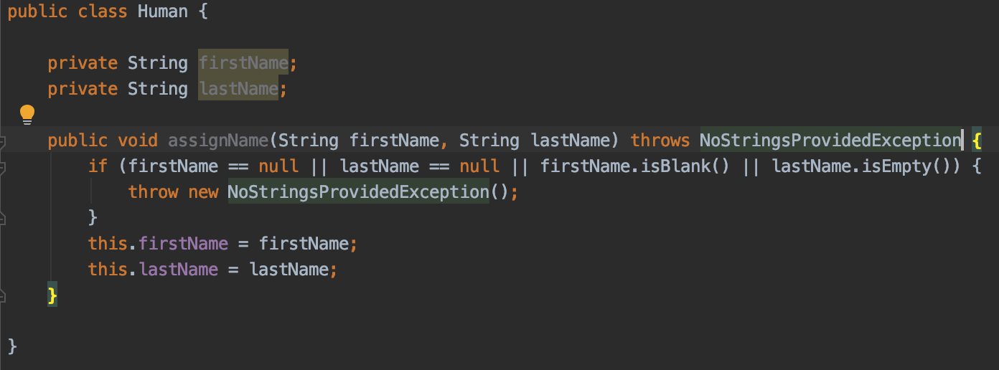 public class Human {
private String firstName;
private String lastName;
public void assignName(String firstName, String lastName) throws NoStringsProvidedException {
if (firstName == null || lastName == null || firstName.isBlank() || lastName.isEmpty()) {
throw new NoStringsProvidedException();
}
this.firstName = firstName;
this.lastName = lastName;
}
}